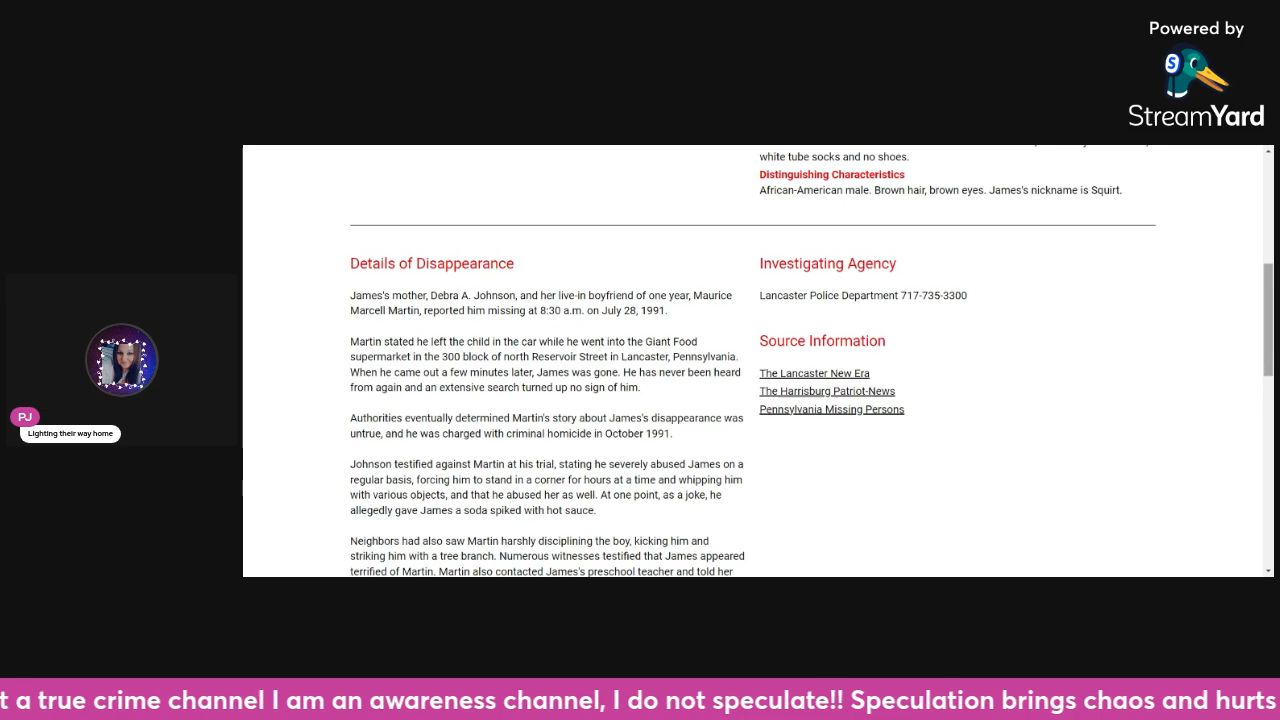 Powered by
S
StreamYard
white tube socks and no shoes.
Distinguishing Characteristics
African-American male. Brown hair, brown eyes. James's nickname is Squirt.
Details of Disappearance
James's mother, Debra A. Johnson, and her live-in boyfriend of one year, Maurice
Marcell Martin, reported him missing at 8:30 a.m. on July 28, 1991.
Martin stated he left the child in the car while he went into the Giant Food
supermarket in the 300 block of north Reservoir Street in Lancaster, Pennsylvania.
When he came out a few minutes later, James was gone. He has never been heard
from again and an extensive search turned up no sign of him.
Authorities eventually determined Martin's story about James's disappearance was
untrue, and he was charged with criminal homicide in October 1991.
Johnson testified against Martin at his trial, stating he severely abused James on a
regular basis, forcing him to stand in a corner for hours at a time and whipping him
with various objects, and that he abused her as well. At one point, as a joke, he
allegedly gave James a soda spiked with hot sauce.
Neighbors had also saw Martin harshly disciplining the boy, kicking him and
striking him with a tree branch. Numerous witnesses testified that James appeared
terrified of Martin. Martin also contacted James's preschool teacher and told her
Investigating Agency
Lancaster Police Department 717-735-3300
Source Information
The Lancaster New Era
The Harrisburg Patriot-News
Pennsylvania Missing Persons
PJ
Lighting their way home
t a true crime channel I am an awareness channel, I do not speculate!! Speculation brings chaos and hurts